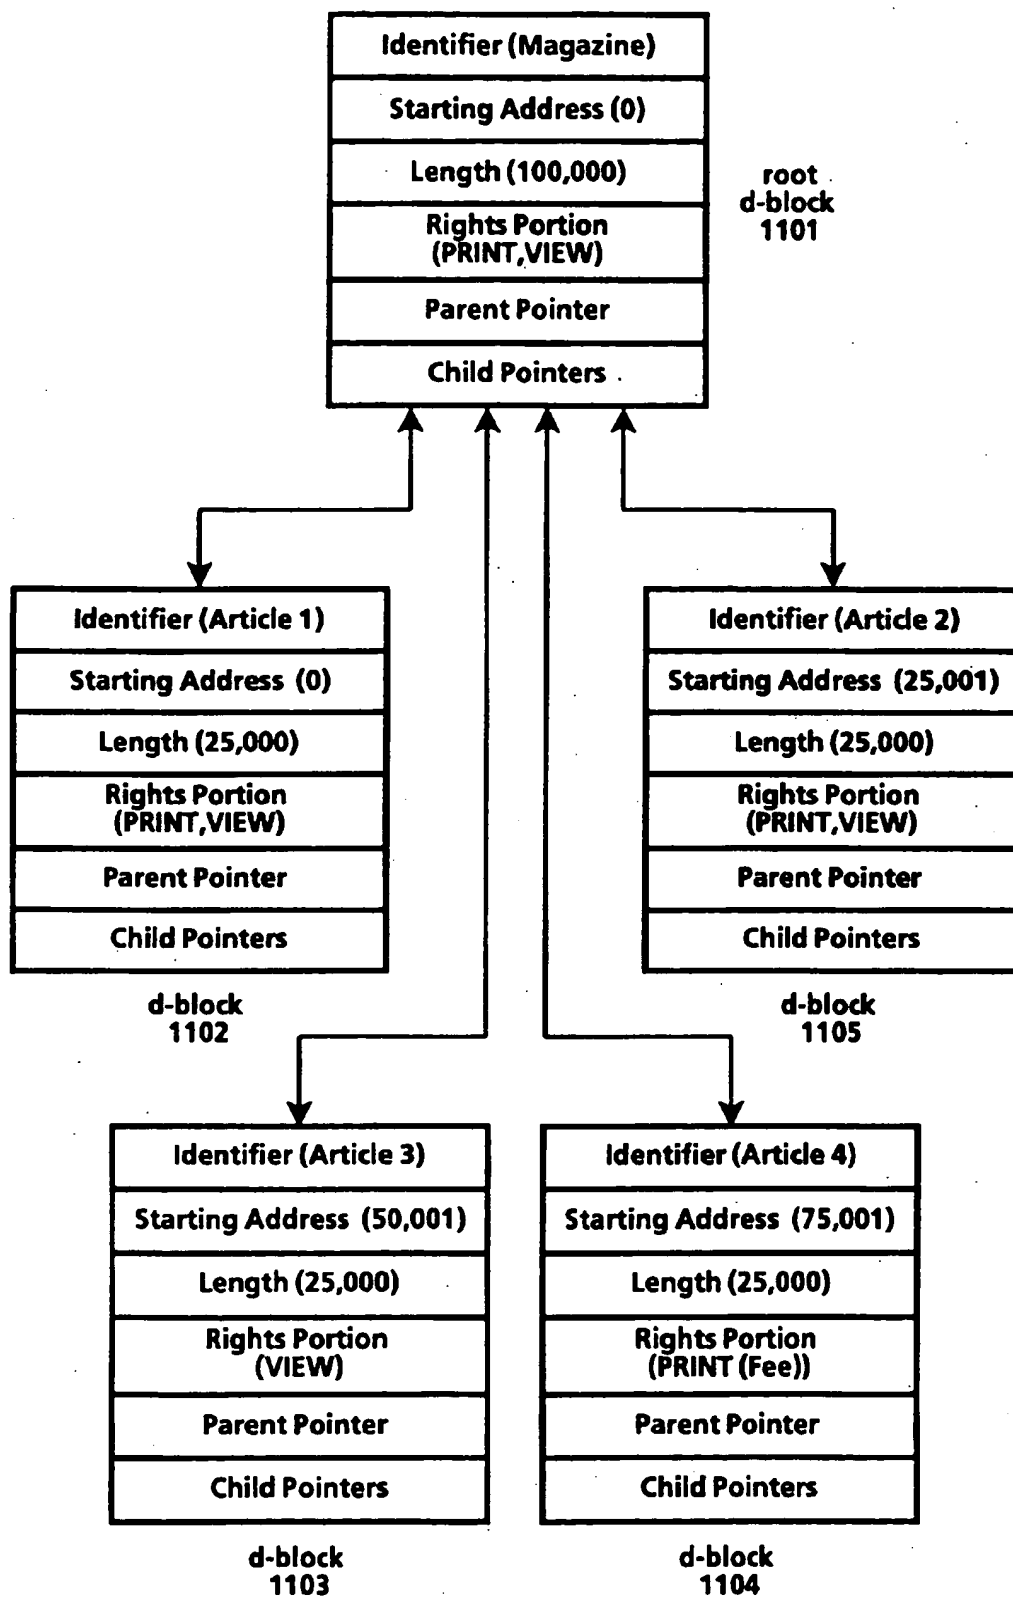 Identifier (Magazine)
Starting Address (0)
Length (100,000)
Rights Portion
(PRINT,VIEW)
Parent Pointer
Child Pointers
root
d-block
1101
Identifier (Article 1)
Starting Address (0)
Length (25,000)
Rights Portion
(PRINT,VIEW)
Parent Pointer
Child Pointers
d-block
1102
Identifier (Article 2)
Starting Address (25,001)
Length (25,000)
Rights Portion
(PRINT,VIEW)
Parent Pointer
Child Pointers
d-block
1105
Identifier (Article 3)
Starting Address (50,001)
Length (25,000)
Rights Portion
(VIEW)
Parent Pointer
Child Pointers
d-block
1103
Identifier (Article 4)
Starting Address (75,001)
Length (25,000)
Rights Portion
(PRINT (Fee))
Parent Pointer
Child Pointers
d-block
1104